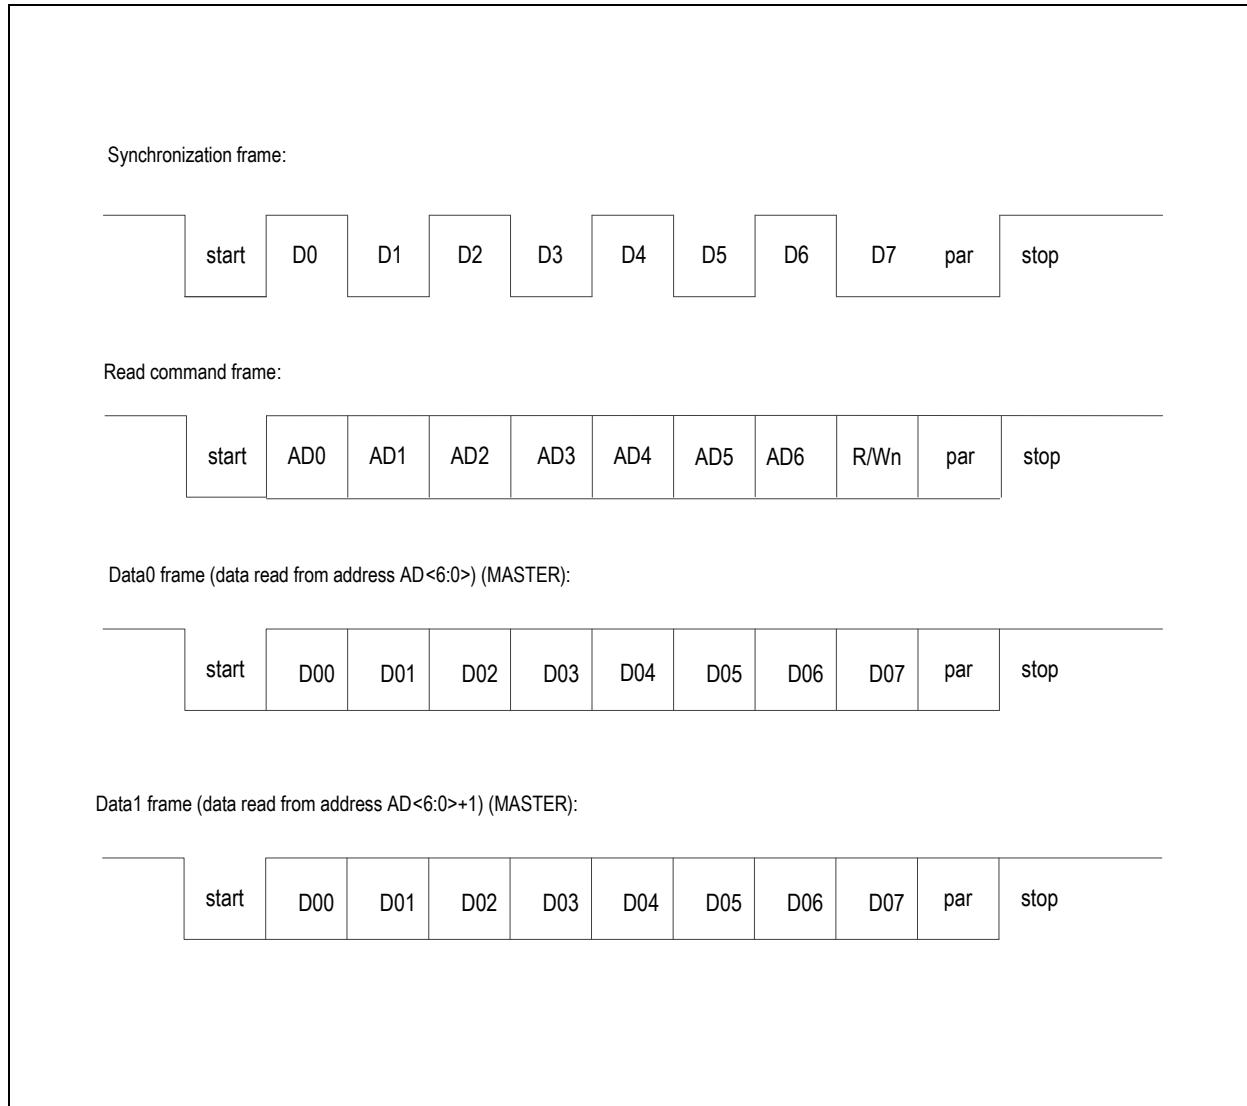 Synchronization frame:
start D0 D1 D2 D3 D4 D5 D6 D7 par stop
Read command frame:
start AD0 AD1 AD2 AD3 AD4 AD5 AD6 R/Wn par stop
Data0 frame (data read from address AD<6:0>) (MASTER):
start D00 D01 D02 D03 D04 D05 D06 D07 par stop
Data1 frame (data read from address AD<6:0>+1) (MASTER):
start D00 D01 D02 D03 D04 D05 D06 D07 par stop